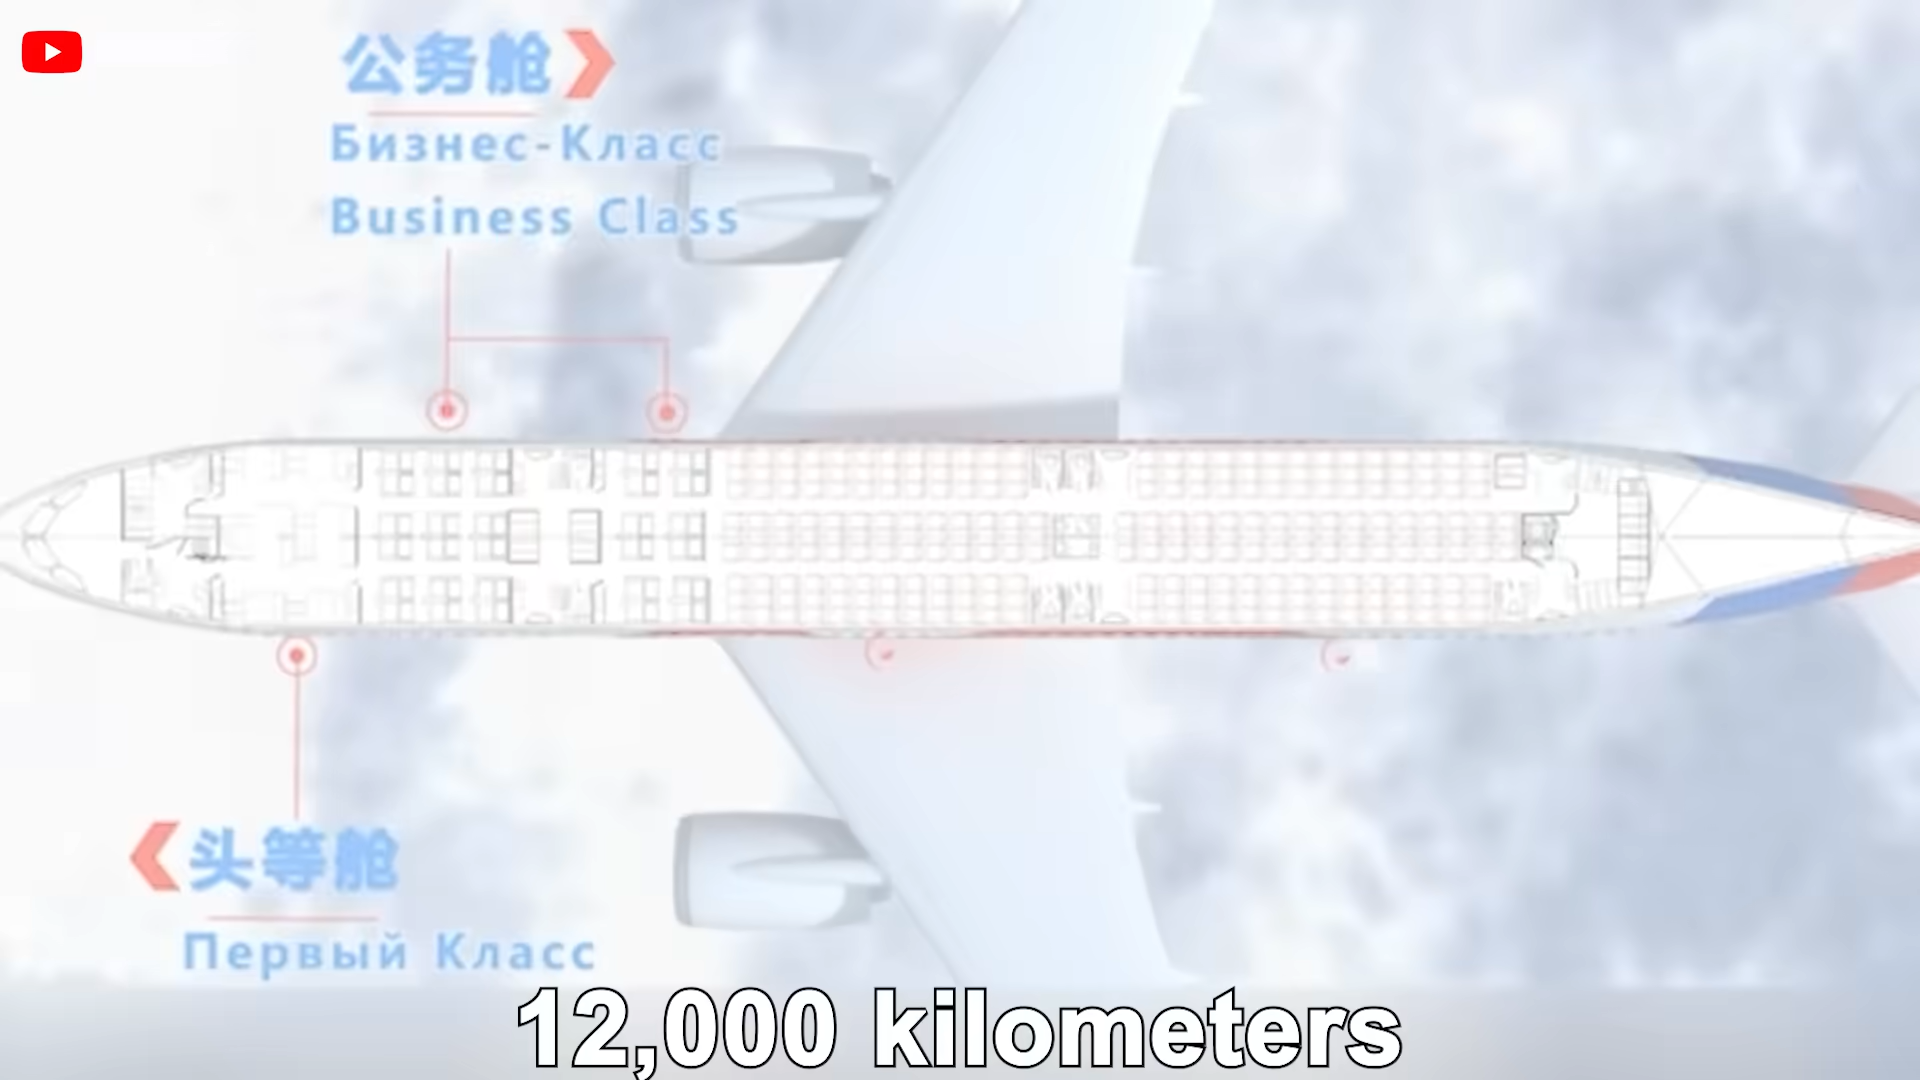 公务舱
Бизнес-Класс
Business Class
头等舱
Первый Класс
12,000 kilometers